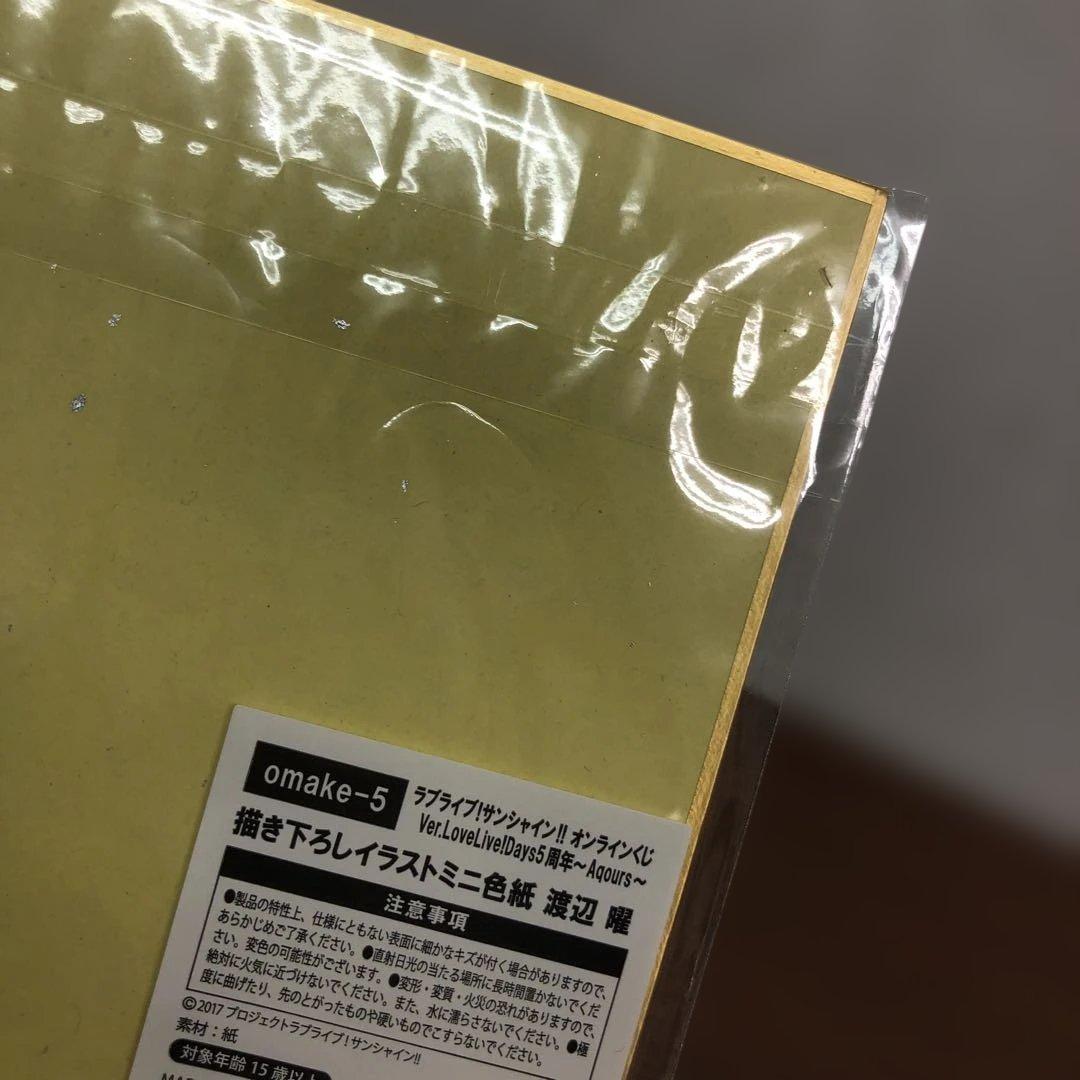 omake-5
ラブライブ!サンシャイン!! オンラインくじ
Ver.LoveLive!Days5周年～Aqours～
描き下ろしイラストミニ色紙 渡辺 曜
注意事項
●製品の特性上、仕様にともない表面に細かなキズが付く場合がありますので、
あらかじめご了承ください。●直射日光の当たる場所に長時間置かないでくだ
さい。変色の可能性がございます。●変形・変質・火災の恐れがありますので、
絶対に火気に近づけないでください。また、水に濡らさないでください。●極
度に曲げたり、先のとがったものや硬いものでこすらないでください。
©2017 プロジェクトラブライブ！サンシャイン!!
素材：紙
対象年齢 15 歳以上